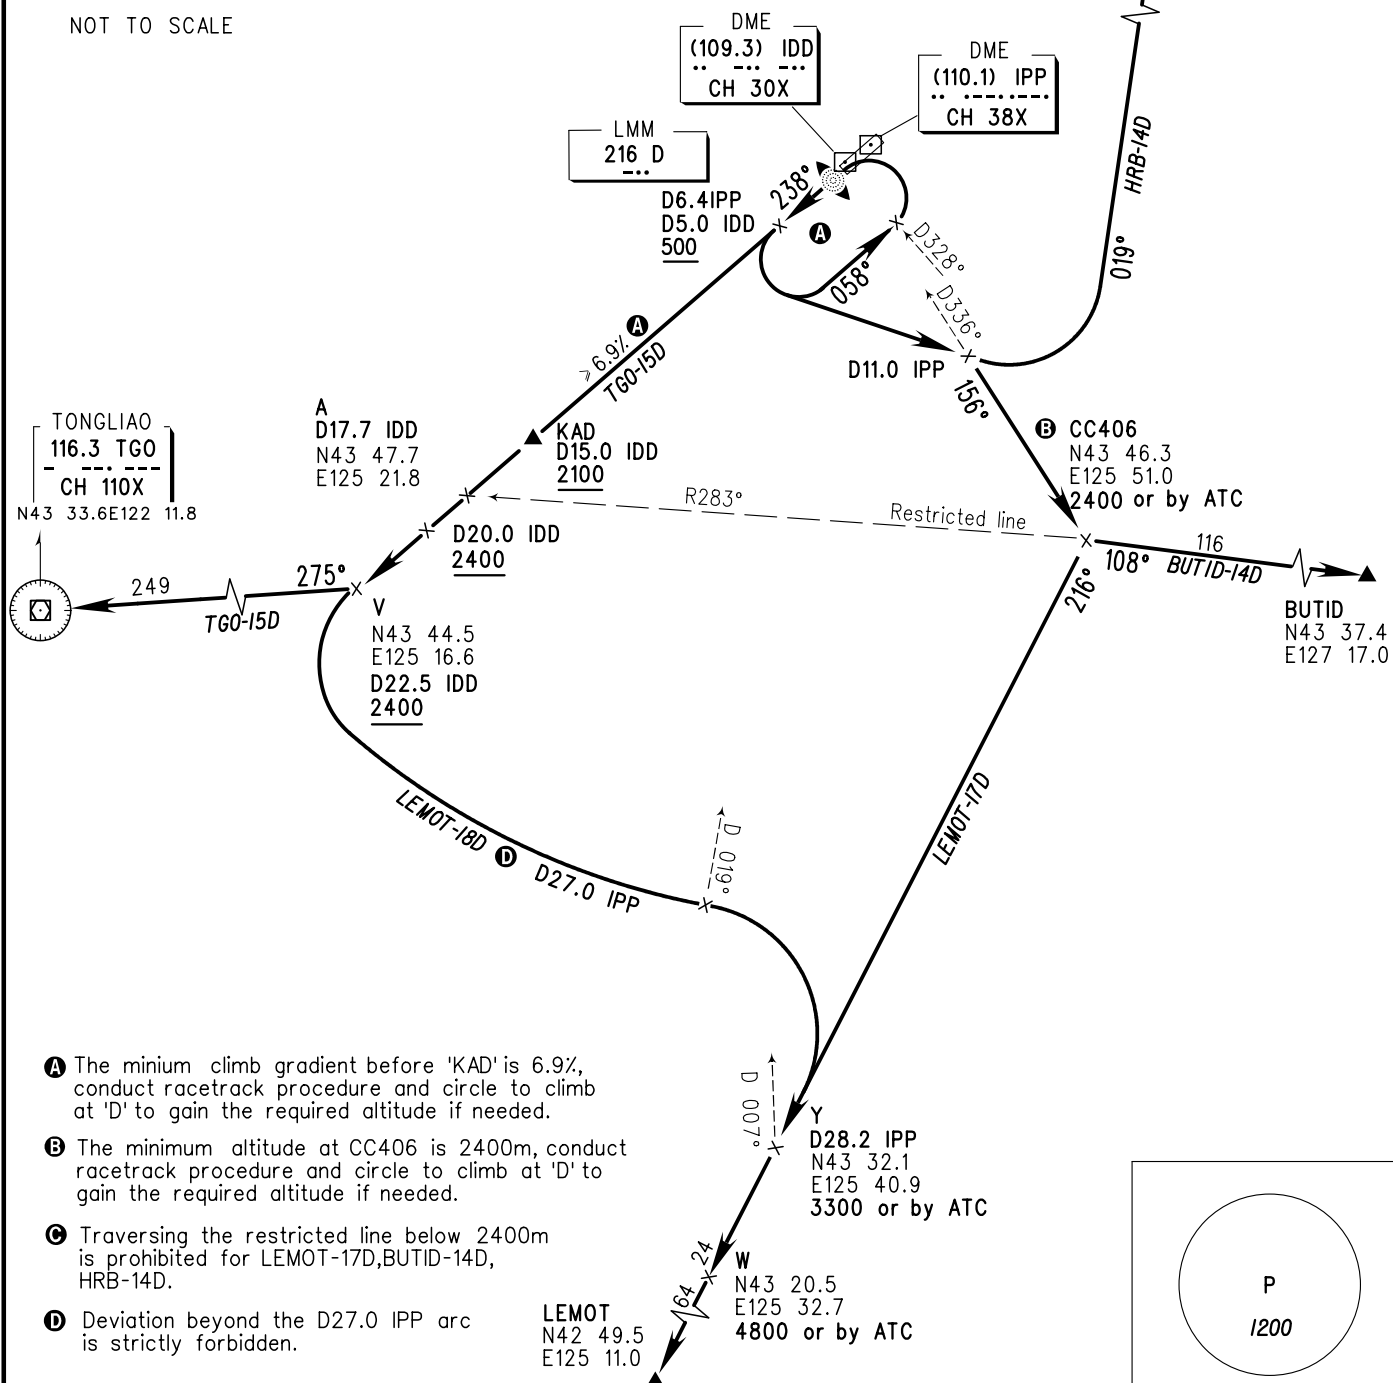 NOT TO SCALE
DME
(109.3) IDD
CH 30X
DME
(110.1) IPP
CH 38X
LMM
216 D
D6.4IPP
D5.0 IDD
500
238°
A
058°
D328°
D336°
D11.0 IPP
156°
019°
HRB-14D
≥ 6.9% A
TGO-15D
KAD
D15.0 IDD
2100
A
D17.7 IDD
N43 47.7
E125 21.8
TONGLIAO
116.3 TGO
CH 110X
N43 33.6E122 11.8
D20.0 IDD
2400
R283°
Restricted line
B CC406
N43 46.3
E125 51.0
2400 or by ATC
116
108° BUTID-14D
216°
BUTID
N43 37.4
E127 17.0
249
275°
TGO-15D
V
N43 44.5
E125 16.6
D22.5 IDD
2400
LEMOT-18D D D27.0 IPP
D 019°
LEMOT-17D
D 007°
Y
D28.2 IPP
N43 32.1
E125 40.9
3300 or by ATC
24
W
N43 20.5
E125 32.7
4800 or by ATC
64
LEMOT
N42 49.5
E125 11.0
A The minium climb gradient before 'KAD' is 6.9%,
conduct racetrack procedure and circle to climb
at 'D' to gain the required altitude if needed.
B The minimum altitude at CC406 is 2400m, conduct
racetrack procedure and circle to climb at 'D' to
gain the required altitude if needed.
C Traversing the restricted line below 2400m
is prohibited for LEMOT-17D,BUTID-14D,
HRB-14D.
D Deviation beyond the D27.0 IPP arc
is strictly forbidden.
P
1200